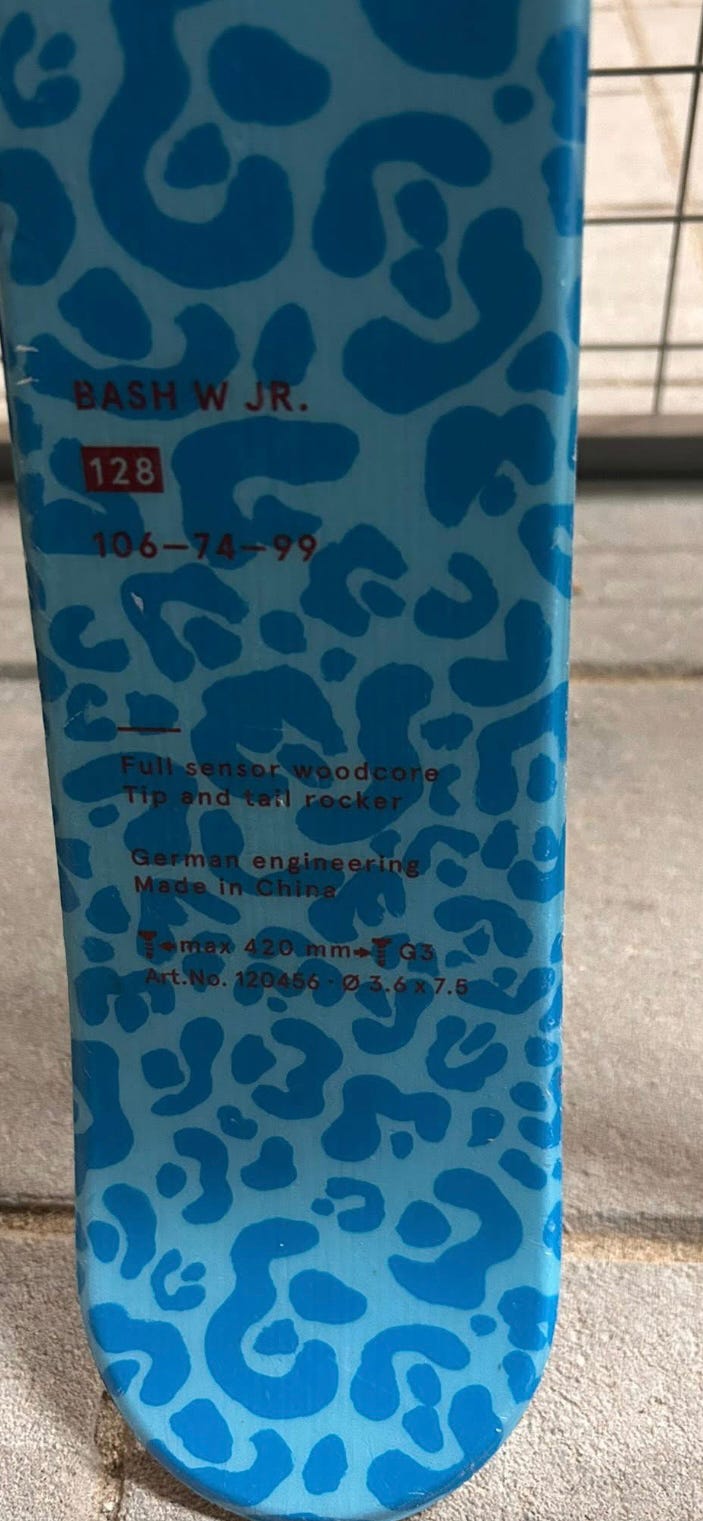 BASH W JR.
128
106–74–99
Full sensor woodcore
Tip and tail rocker
German engineering
Made in China
max 420 mm G3
Art.No. 120456 · Ø 3.6 x 7.5